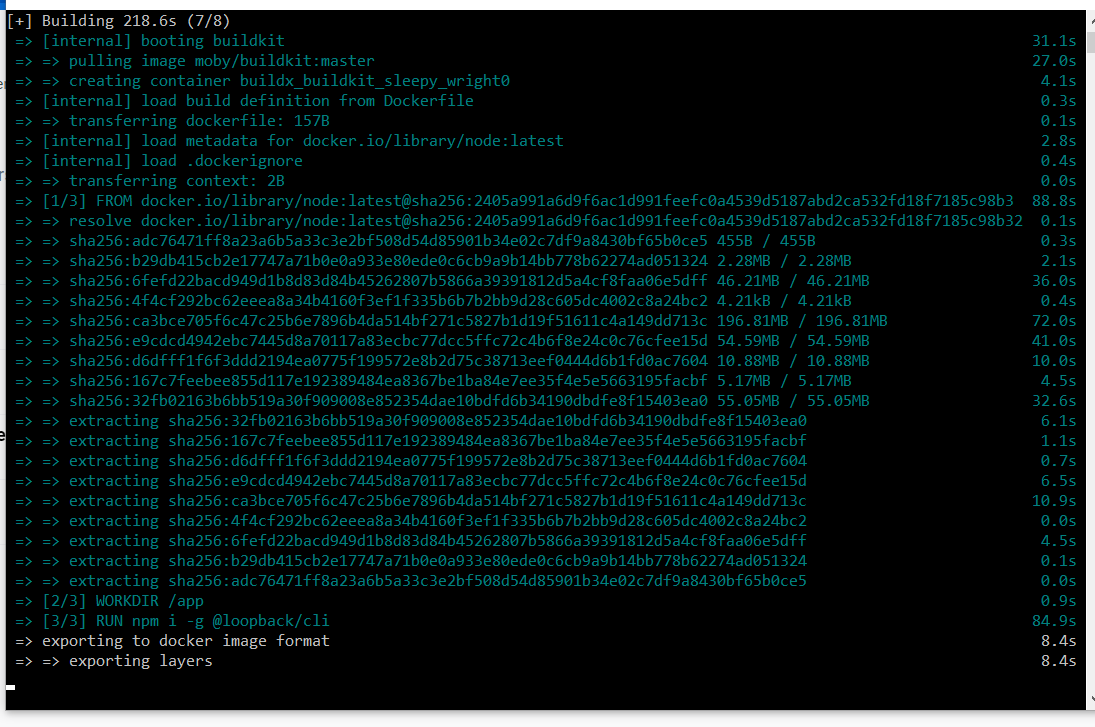 [+] Building 218.6s (7/8)
=> [internal] booting buildkit 31.1s
=> => pulling image moby/buildkit:master 27.0s
=> => creating container buildx_buildkit_sleepy_wright0 4.1s
=> [internal] load build definition from Dockerfile 0.3s
=> => transferring dockerfile: 157B 0.1s
=> [internal] load metadata for docker.io/library/node:latest 2.8s
=> [internal] load .dockerignore 0.4s
=> => transferring context: 2B 0.0s
=> [1/3] FROM docker.io/library/node:latest@sha256:2405a991a6d9f6ac1d991feefc0a4539d5187abd2ca532fd18f7185c98b3 88.8s
=> => resolve docker.io/library/node:latest@sha256:2405a991a6d9f6ac1d991feefc0a4539d5187abd2ca532fd18f7185c98b32 0.1s
=> => sha256:adc76471ff8a23a6b5a33c3e2bf508d54d85901b34e02c7df9a8430bf65b0ce5 455B / 455B 0.3s
=> => sha256:b29db415cb2e17747a71b0e0a933e80ede0c6cb9a9b14bb778b62274ad051324 2.28MB / 2.28MB 2.1s
=> => sha256:6fefd22bacd949d1b8d83d84b45262807b5866a39391812d5a4cf8faa06e5dff 46.21MB / 46.21MB 36.0s
=> => sha256:4f4cf292bc62eeea8a34b4160f3ef1f335b6b7b2bb9d28c605dc4002c8a24bc2 4.21kB / 4.21kB 0.4s
=> => sha256:ca3bce705f6c47c25b6e7896b4da514bf271c5827b1d19f51611c4a149dd713c 196.81MB / 196.81MB 72.0s
=> => sha256:e9cdcd4942ebc7445d8a70117a83ecbc77dcc5ffc72c4b6f8e24c0c76cfee15d 54.59MB / 54.59MB 41.0s
=> => sha256:d6dfff1f6f3ddd2194ea0775f199572e8b2d75c38713eef0444d6b1fd0ac7604 10.88MB / 10.88MB 10.0s
=> => sha256:167c7feebee855d117e192389484ea8367be1ba84e7ee35f4e5e5663195facbf 5.17MB / 5.17MB 4.5s
=> => sha256:32fb02163b6bb519a30f909008e852354dae10bdfd6b34190dbdfe8f15403ea0 55.05MB / 55.05MB 32.6s
=> => extracting sha256:32fb02163b6bb519a30f909008e852354dae10bdfd6b34190dbdfe8f15403ea0 6.1s
=> => extracting sha256:167c7feebee855d117e192389484ea8367be1ba84e7ee35f4e5e5663195facbf 1.1s
=> => extracting sha256:d6dfff1f6f3ddd2194ea0775f199572e8b2d75c38713eef0444d6b1fd0ac7604 0.7s
=> => extracting sha256:e9cdcd4942ebc7445d8a70117a83ecbc77dcc5ffc72c4b6f8e24c0c76cfee15d 6.5s
=> => extracting sha256:ca3bce705f6c47c25b6e7896b4da514bf271c5827b1d19f51611c4a149dd713c 10.9s
=> => extracting sha256:4f4cf292bc62eeea8a34b4160f3ef1f335b6b7b2bb9d28c605dc4002c8a24bc2 0.0s
=> => extracting sha256:6fefd22bacd949d1b8d83d84b45262807b5866a39391812d5a4cf8faa06e5dff 4.5s
=> => extracting sha256:b29db415cb2e17747a71b0e0a933e80ede0c6cb9a9b14bb778b62274ad051324 0.1s
=> => extracting sha256:adc76471ff8a23a6b5a33c3e2bf508d54d85901b34e02c7df9a8430bf65b0ce5 0.0s
=> [2/3] WORKDIR /app 0.9s
=> [3/3] RUN npm i -g @loopback/cli 84.9s
=> exporting to docker image format 8.4s
=> => exporting layers 8.4s